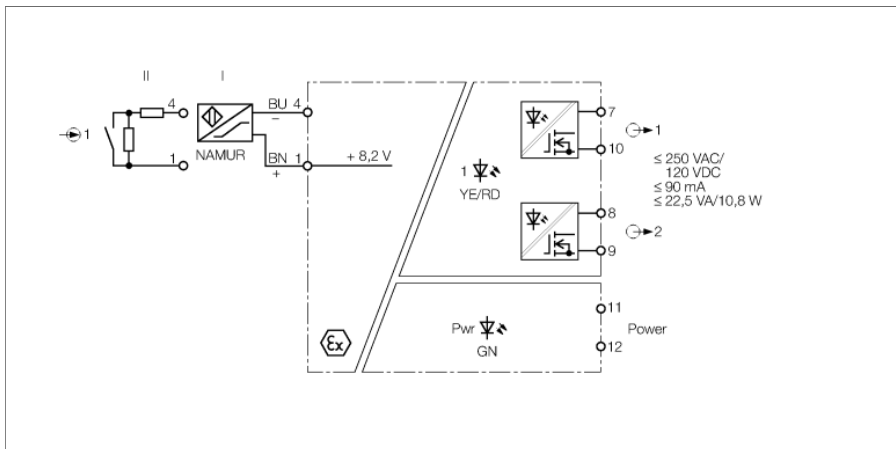 II
I
1
4
1
NAMUR
BU 4
–
BN 1
+
+ 8,2 V
Ex
1
YE/RD
7
10
1
≤ 250 VAC/
120 VDC
≤ 90 mA
≤ 22,5 VA/10,8 W
8
9
2
Pwr
GN
11
12
Power